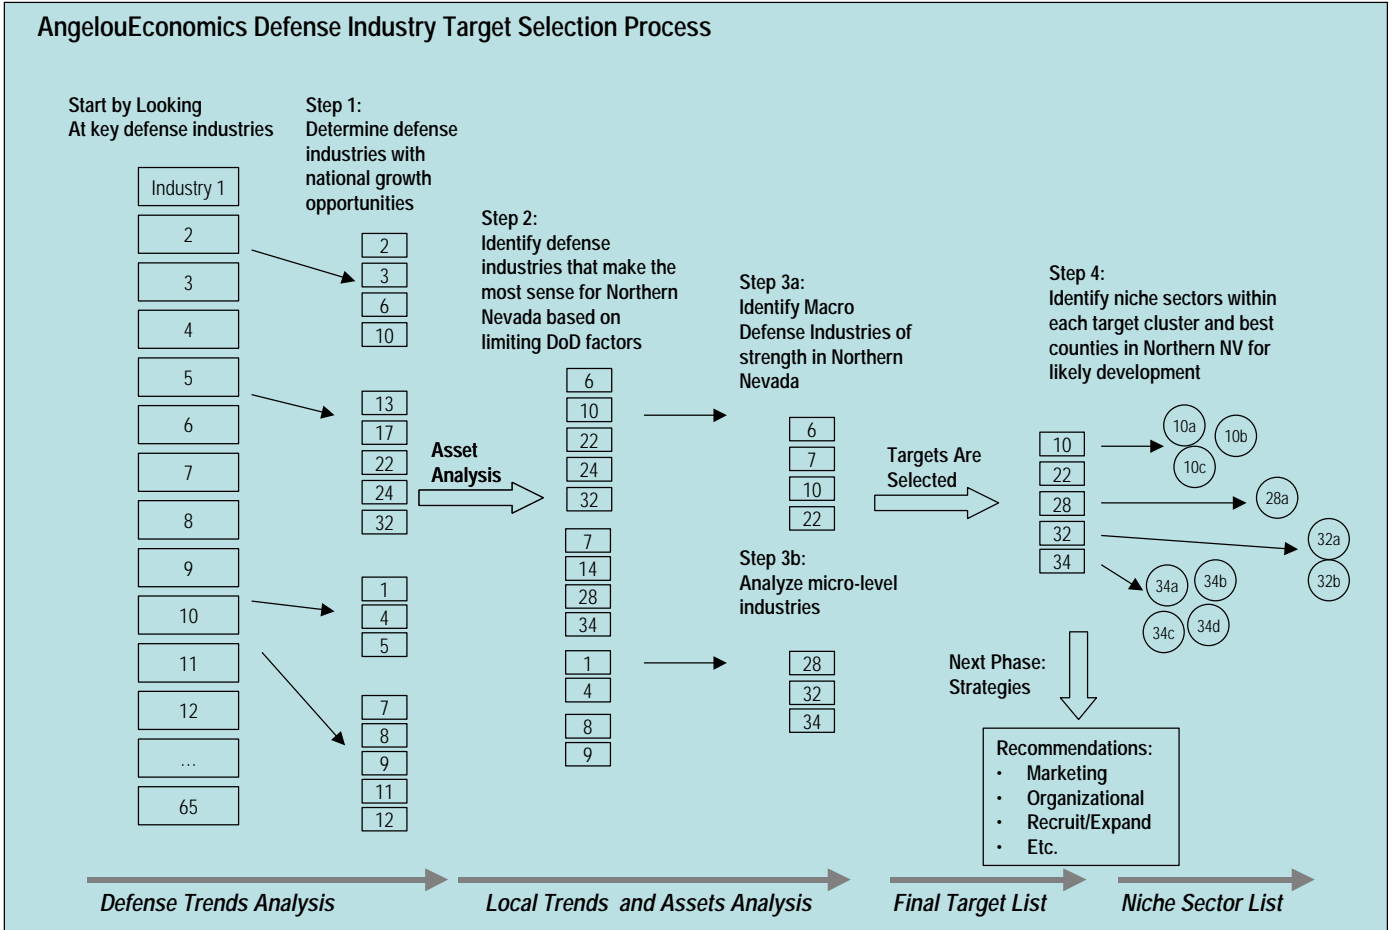 AngelouEconomics Defense Industry Target Selection Process
Start by Looking
At key defense industries
Industry 1
2
3
4
5
6
7
8
9
10
11
12
...
65
Step 1:
Determine defense
industries with
national growth
opportunities
2
3
6
10
13
17
22
24
32
1
4
5
7
8
9
11
12
Asset
Analysis
Step 2:
Identify defense
industries that make the
most sense for Northern
Nevada based on
limiting DoD factors
6
10
22
24
32
7
14
28
34
1
4
8
9
Step 3a:
Identify Macro
Defense Industries of
strength in Northern
Nevada
6
7
10
22
Step 3b:
Analyze micro-level
industries
28
32
34
Targets Are
Selected
Step 4:
Identify niche sectors within
each target cluster and best
counties in Northern NV for
likely development
10
22
28
32
34
10a
10b
10c
28a
32a
32b
34a
34b
34c
34d
Next Phase:
Strategies
Recommendations:
• Marketing
• Organizational
• Recruit/Expand
• Etc.
Defense Trends Analysis
Local Trends and Assets Analysis
Final Target List
Niche Sector List